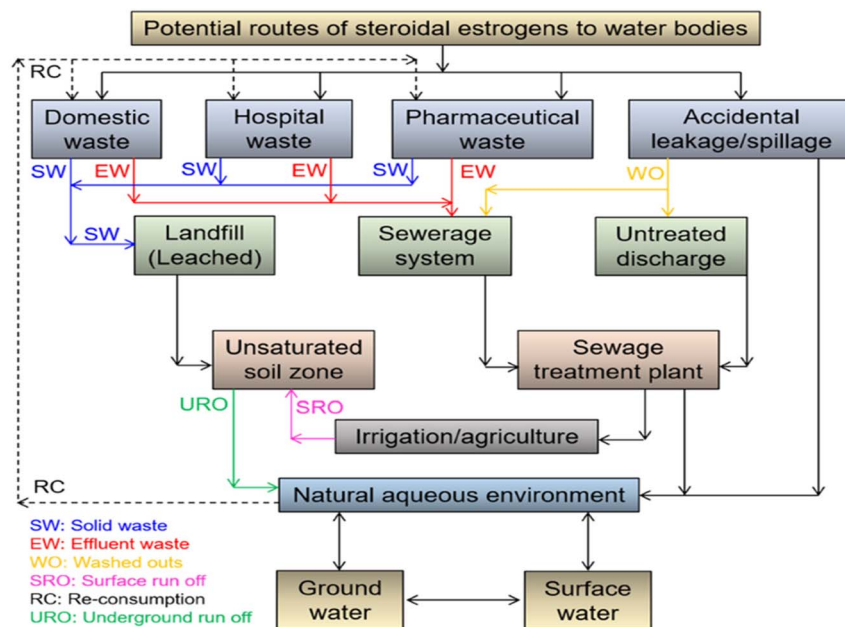 Potential routes of steroidal estrogens to water bodies
RC
Domestic
waste
Hospital
waste
Pharmaceutical
waste
Accidental
leakage/spillage
SW
EW
SW
EW
SW
EW
WO
SW
Landfill
(Leached)
Sewerage
system
Untreated
discharge
Unsaturated
soil zone
Sewage
treatment plant
URO
SRO
Irrigation/agriculture
RC
Natural aqueous environment
SW: Solid waste
EW: Effluent waste
WO: Washed outs
SRO: Surface run off
RC: Re-consumption
URO: Underground run off
Ground
water
Surface
water